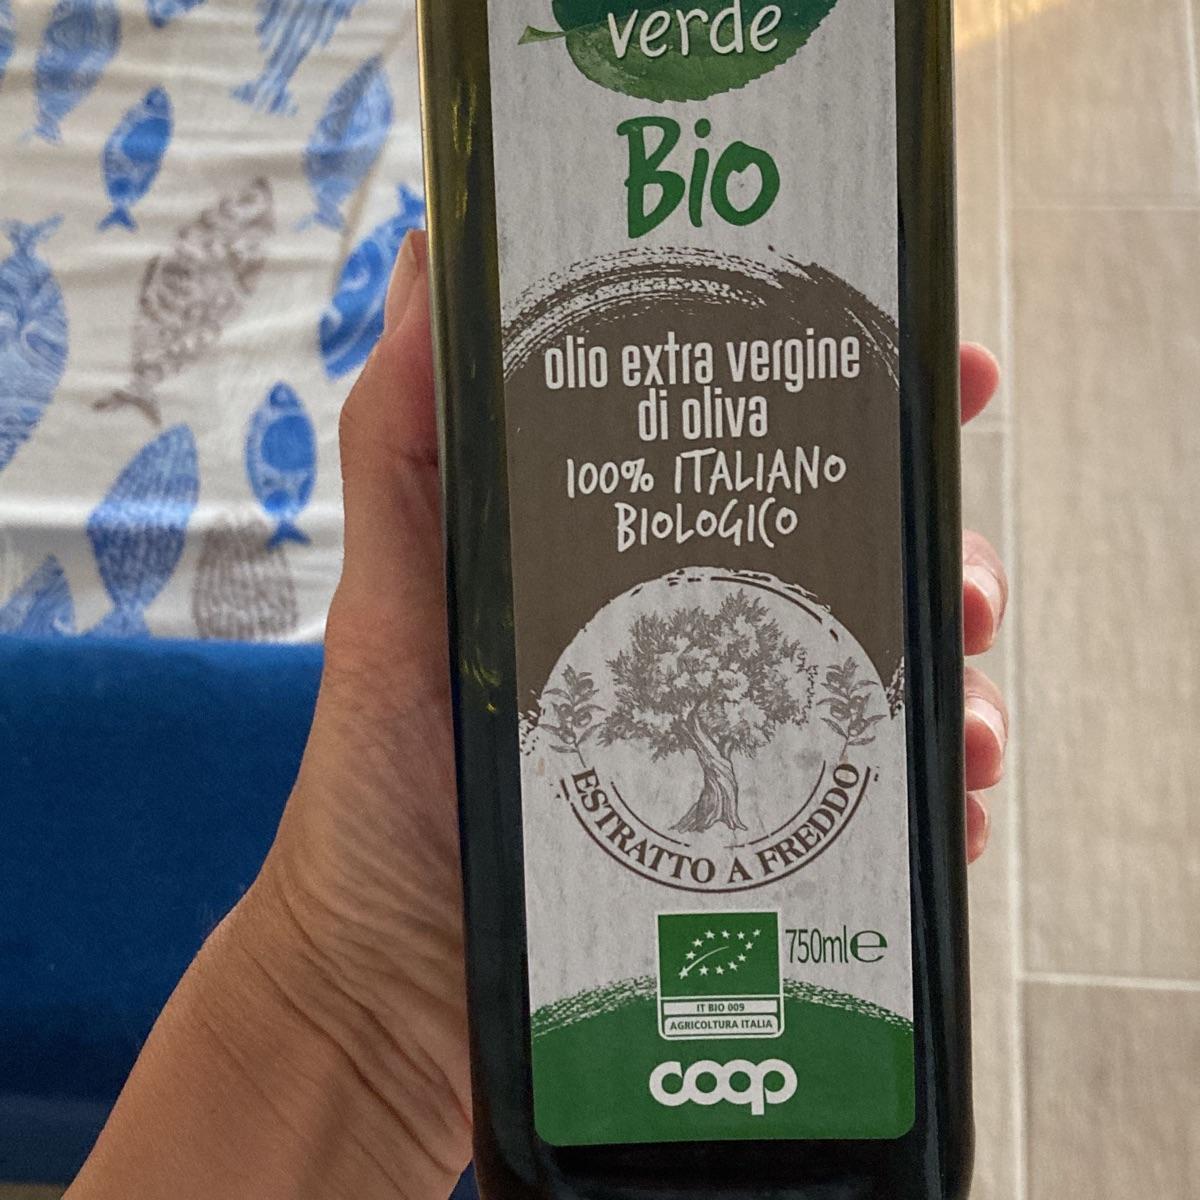 verde
Bio
olio extra vergine
di oliva
100% ITALIANO
BIOLOGICO
ESTRATTO A FREDDO
750ml e
IT BIO 009
AGRICOLTURA ITALIA
coop